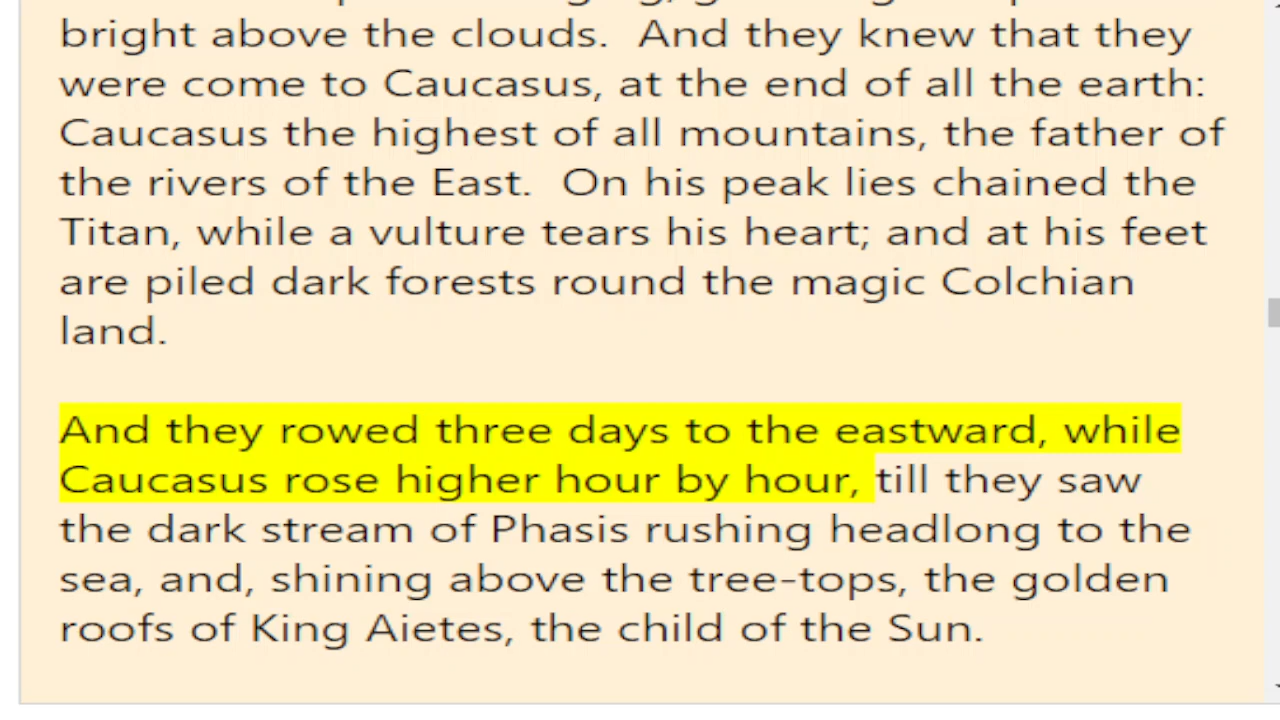 bright above the clouds.  And they knew that they
were come to Caucasus, at the end of all the earth:
Caucasus the highest of all mountains, the father of
the rivers of the East.  On his peak lies chained the
Titan, while a vulture tears his heart; and at his feet
are piled dark forests round the magic Colchian
land.
And they rowed three days to the eastward, while
Caucasus rose higher hour by hour, till they saw
the dark stream of Phasis rushing headlong to the
sea, and, shining above the tree-tops, the golden
roofs of King Aietes, the child of the Sun.